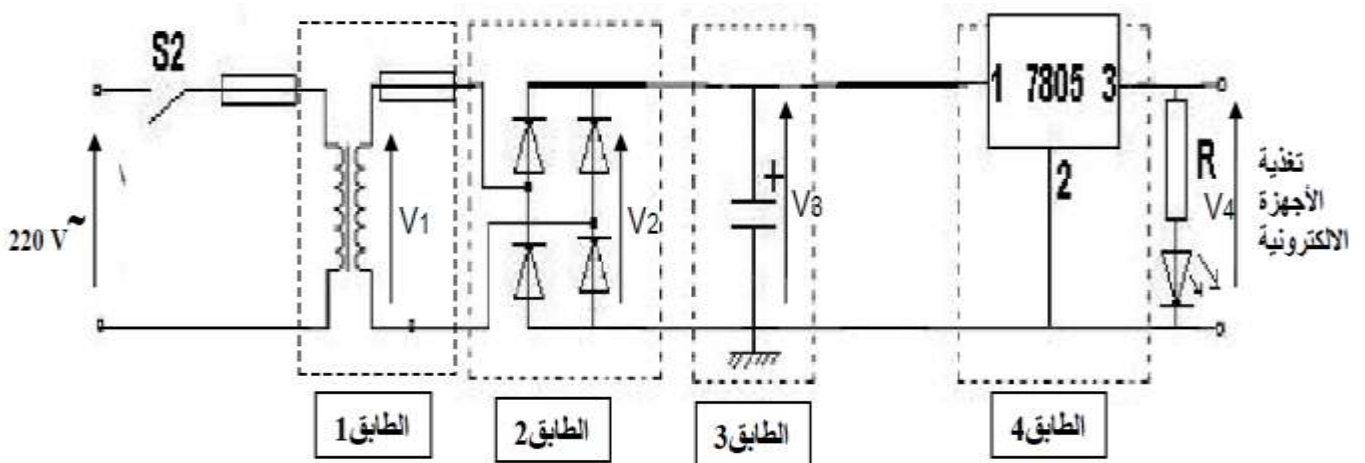 S2
220 V ~
V1
V2
+
V3
1 7805 3
2
R
V4
تغذية
الأجهزة
الالكترونية
الطابق1
الطابق2
الطابق3
الطابق4